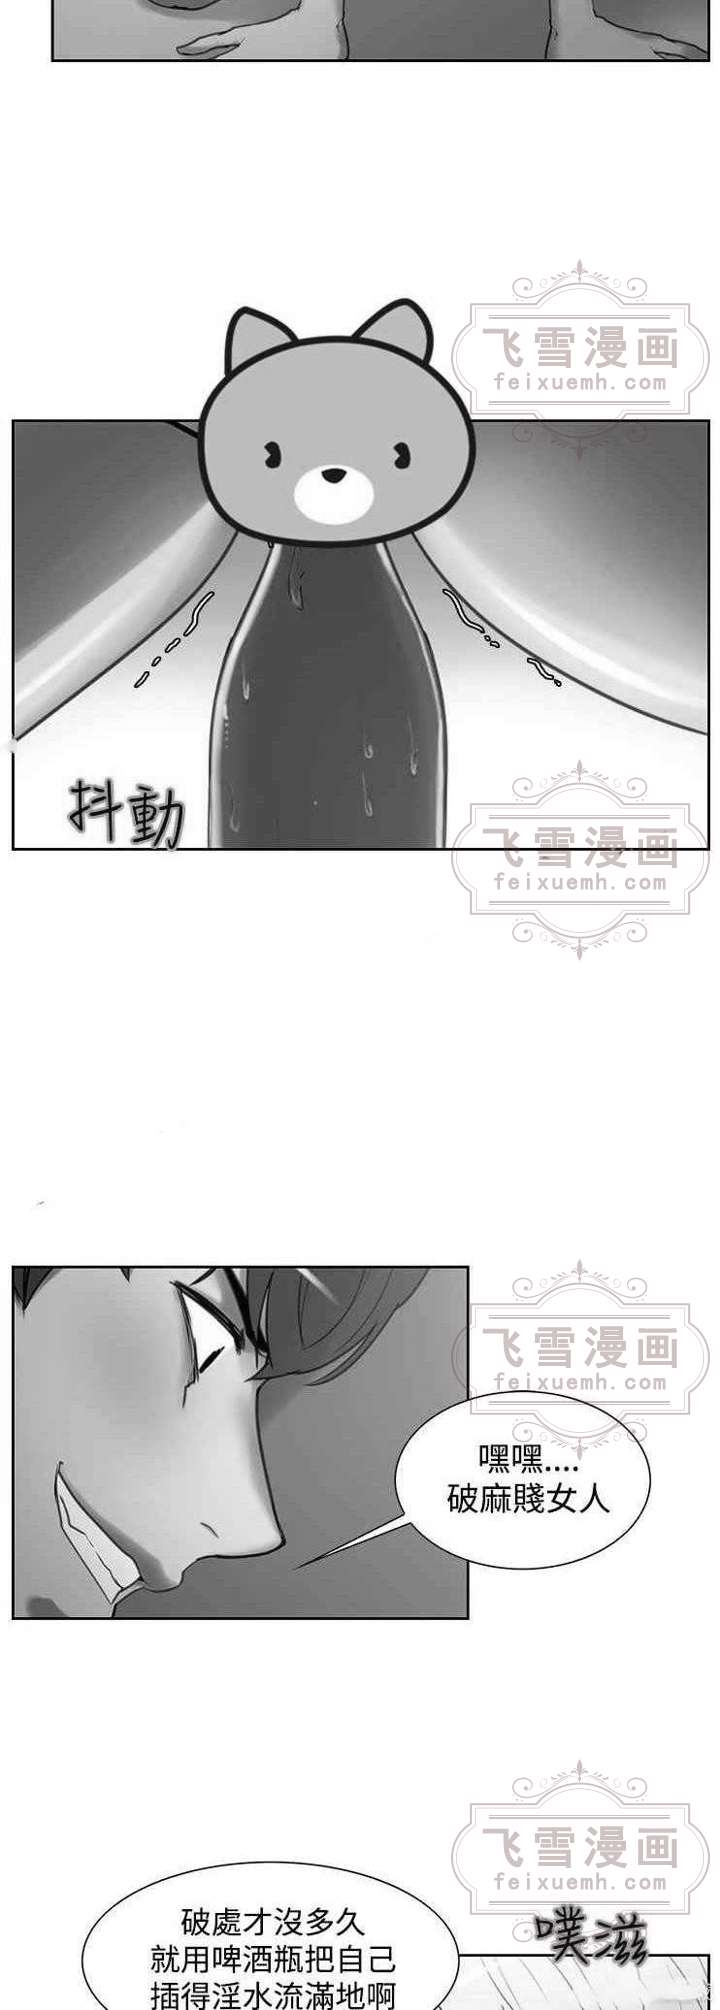 飞雪漫画
feixuemh.com
抖動
飞雪漫画
feixuemh.com
飞雪漫画
feixuemh.com
嘿嘿....
破麻賤女人
飞雪漫画
feixuemh.com
噗滋
破處才沒多久
就用啤酒瓶把自己
插得淫水流滿地啊